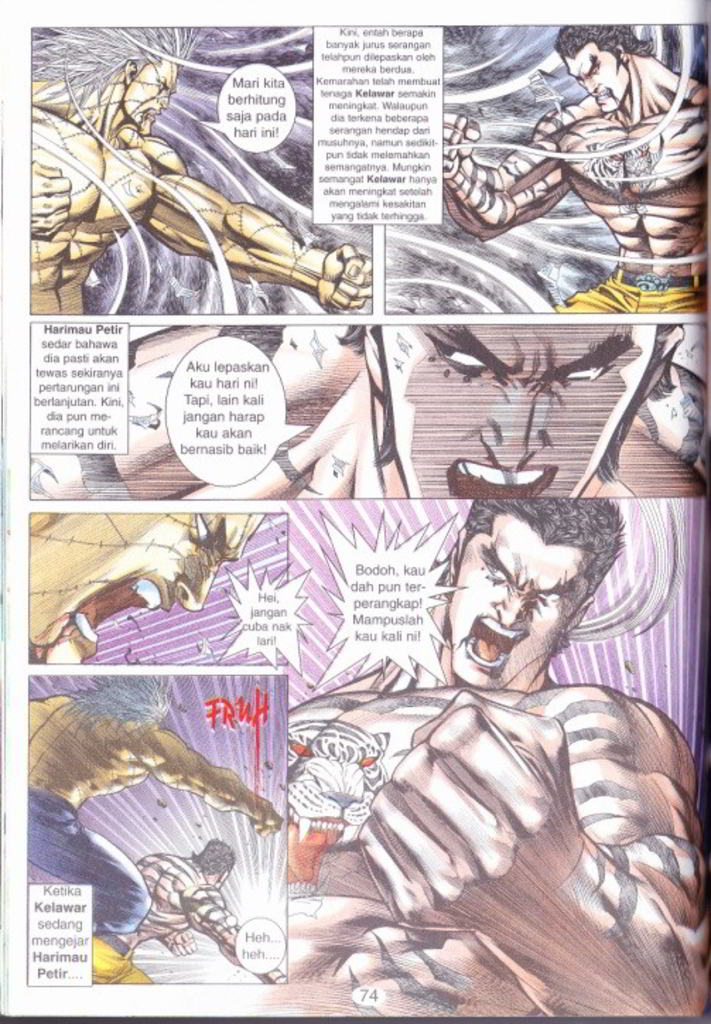 Mari kita
berhitung
saja pada
hari ini!
Kini, entah berapa
banyak jurus serangan
telahpun dilepaskan oleh
mereka berdua.
Kemarahan telah membuat
tenaga Kelawar semakin
meningkat. Walaupun
dia terkena beberapa
serangan hendap dari
musuhnya, namun sedikit-
pun tidak melemahkan
semangatnya. Mungkin
semangat Kelawar hanya
akan meningkat setelah
mengalami kesakitan
yang tidak terhingga.
Harimau Petir
sedar bahawa
dia pasti akan
tewas sekiranya
pertarungan ini
berlanjutan. Kini,
dia pun me-
rancang untuk
melarikan diri.
Aku lepaskan
kau hari ni!
Tapi, lain kali
jangan harap
kau akan
bernasib baik!
Hei,
jangan
cuba nak
lari!
Bodoh, kau
dah pun ter-
perangkap!
Mampuslah
kau kali ni!
FRUH
Ketika
Kelawar
sedang
mengejar
Harimau
Petir....
Heh...
heh....
74